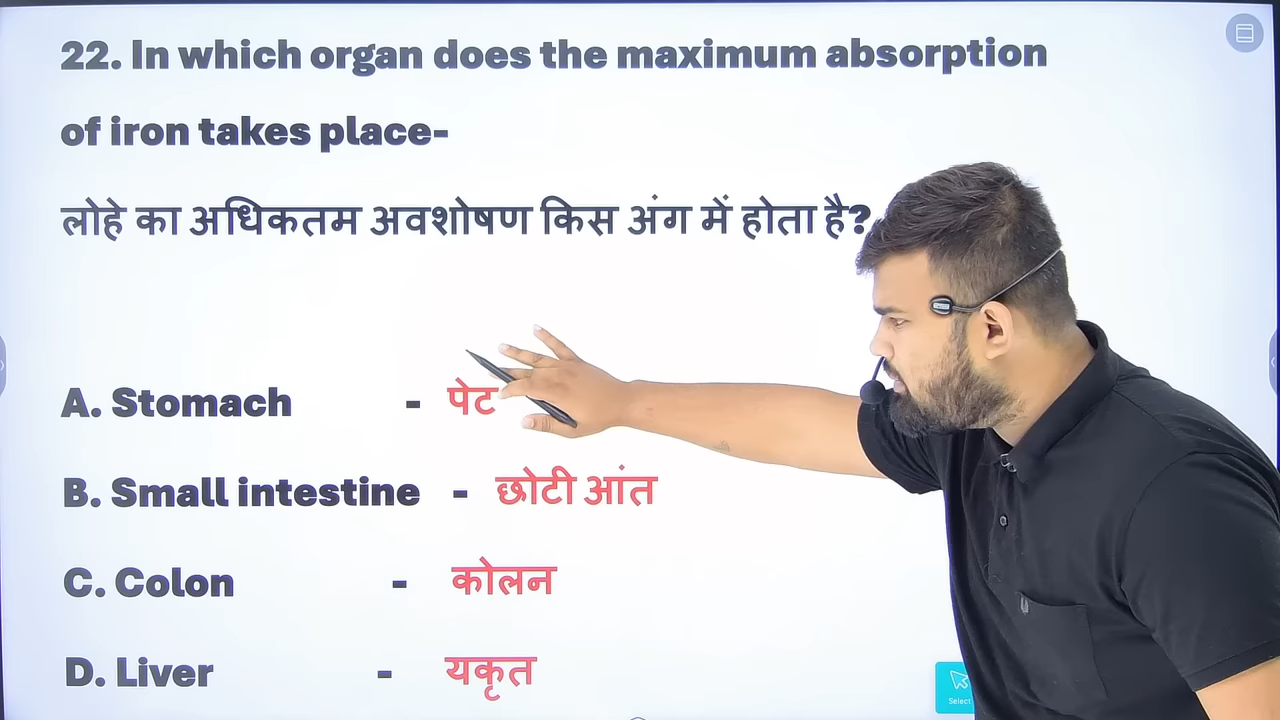 22. In which organ does the maximum absorption
of iron takes place-
लोहे का अधिकतम अवशोषण किस अंग में होता है?
A. Stomach - पेट
B. Small intestine - छोटी आंत
C. Colon - कोलन
D. Liver - यकृत
Select